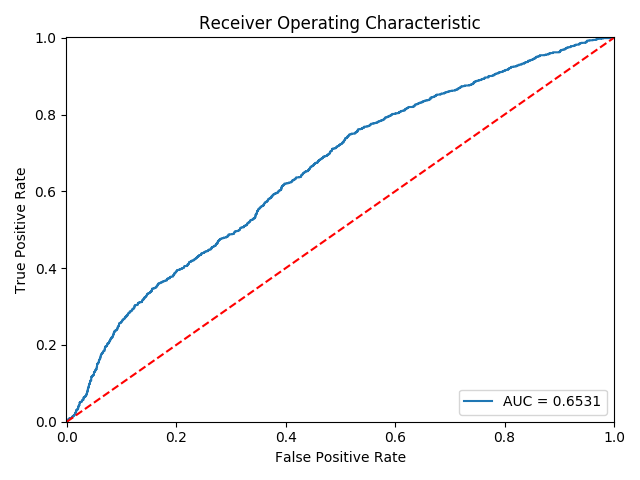 Receiver Operating Characteristic
1.0
0.8
0.6
0.4
0.2
0.0
True Positive Rate
AUC = 0.6531
0.0 0.2 0.4 0.6 0.8 1.0
False Positive Rate